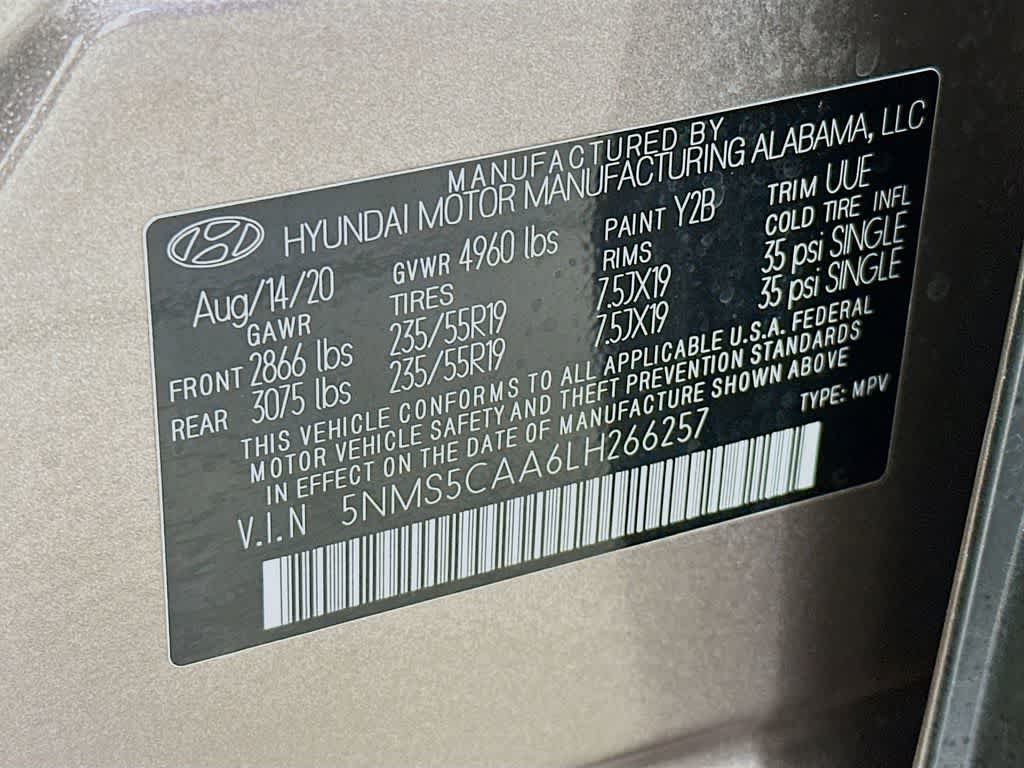 MANUFACTURED BY
HYUNDAI MOTOR MANUFACTURING ALABAMA, LLC
Aug/14/20 GVWR 4960 lbs PAINT Y2B TRIM UUE
GAWR TIRES RIMS COLD TIRE INFL
FRONT 2866 lbs 235/55R19 7.5JX19 35 psi SINGLE
REAR 3075 lbs 235/55R19 7.5JX19 35 psi SINGLE
THIS VEHICLE CONFORMS TO ALL APPLICABLE U.S.A. FEDERAL
MOTOR VEHICLE SAFETY AND THEFT PREVENTION STANDARDS
IN EFFECT ON THE DATE OF MANUFACTURE SHOWN ABOVE
V.I.N 5NMS5CAA6LH266257 TYPE: MPV